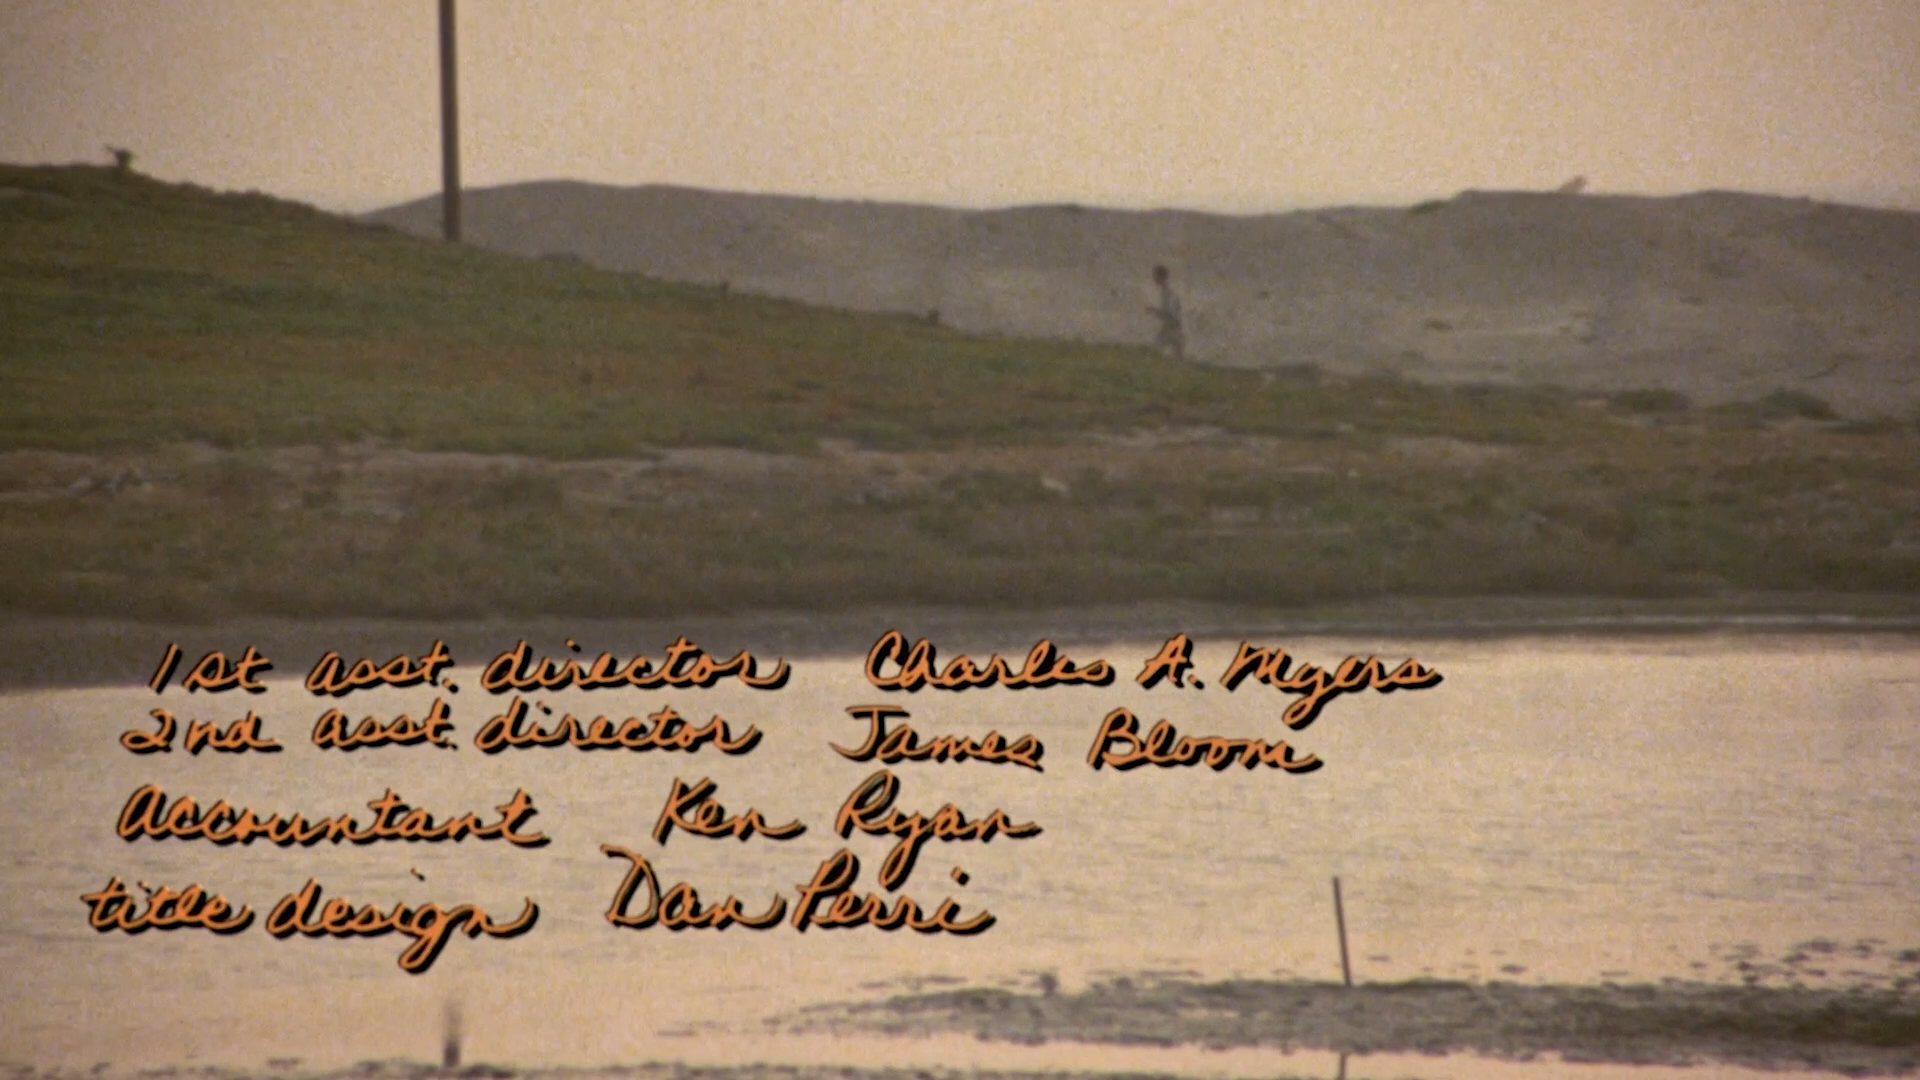 1st asst. director Charles A. Myers
2nd asst. director James Bloom
Accountant Ken Ryan
title design Dan Perri